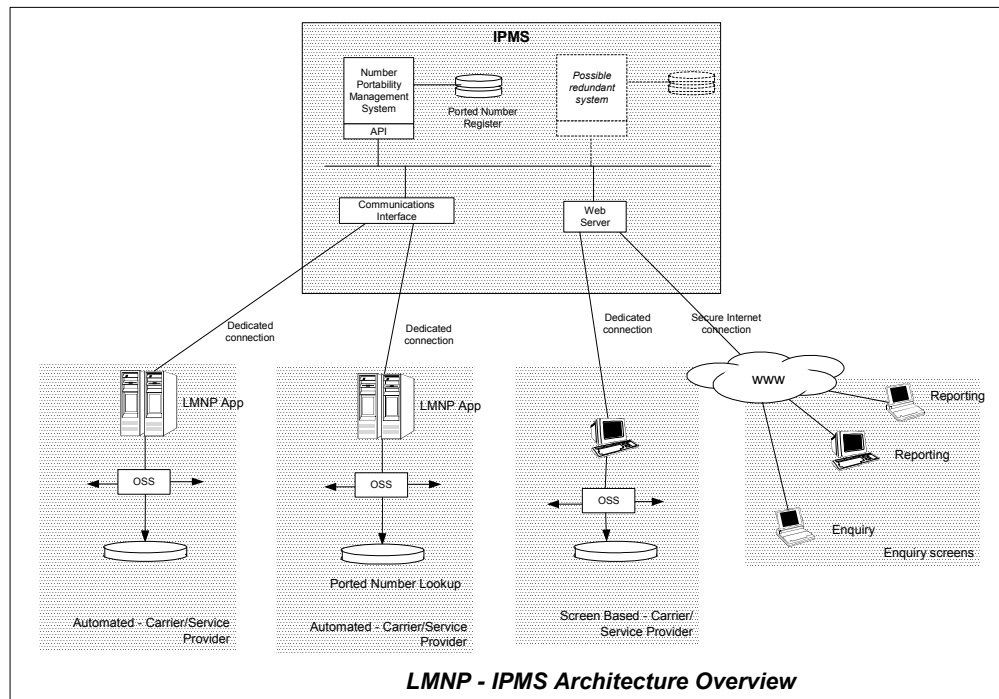 IPMS
Number
Portability
Management
System
API
Ported Number
Register
Possible
redundant
system
Communications
Interface
Web
Server
Dedicated
connection
Dedicated
connection
Dedicated
connection
Secure Internet
connection
LMNP App
LMNP App
www
Reporting
Reporting
Enquiry
Enquiry screens
OSS
OSS
OSS
Ported Number Lookup
Automated - Carrier/Service
Provider
Automated - Carrier/Service
Provider
Screen Based - Carrier/
Service Provider
LMNP - IPMS Architecture Overview